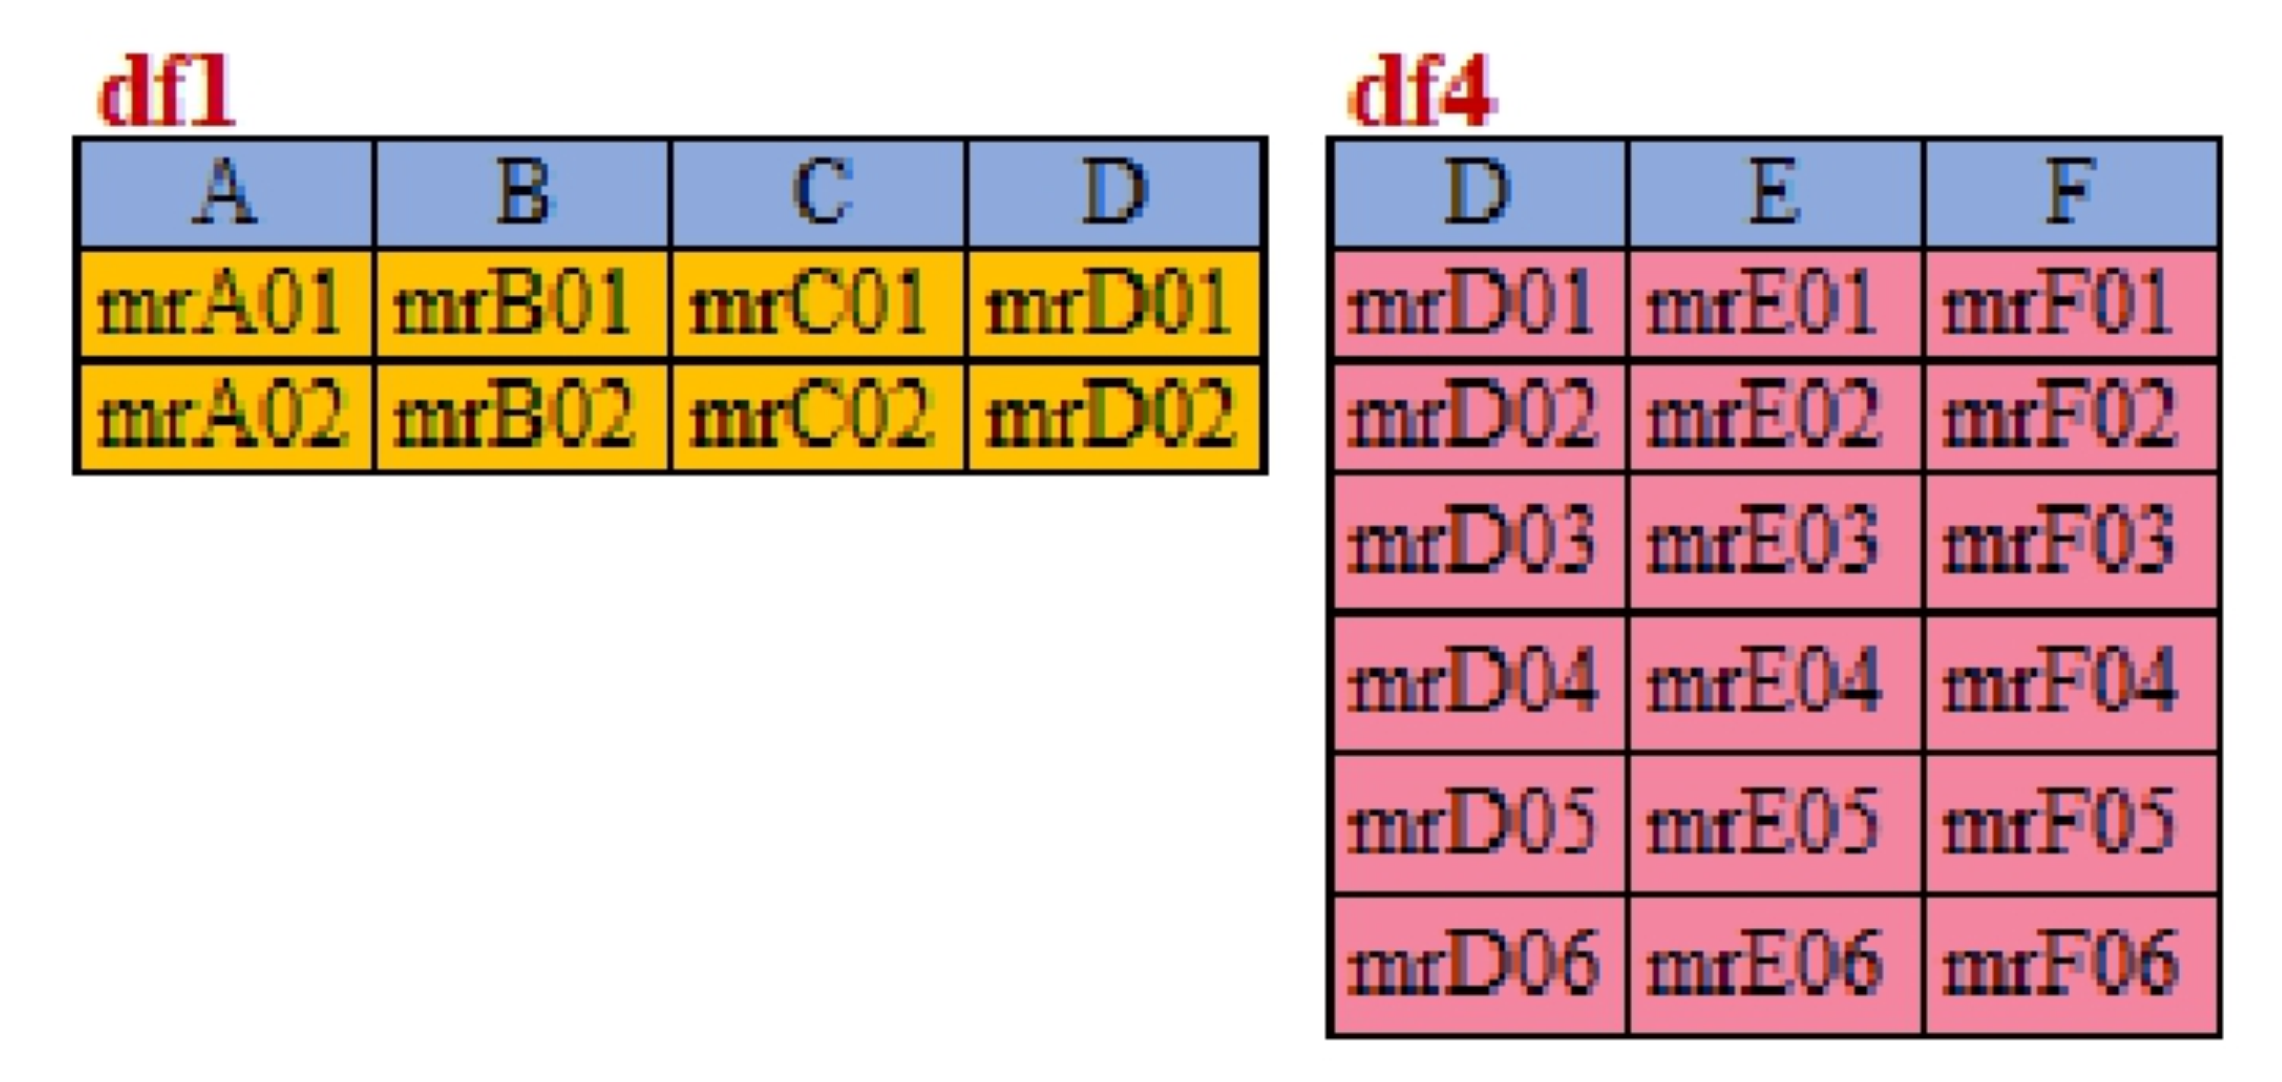 df1
A B C D
mrA01 mrB01 mrC01 mrD01
mrA02 mrB02 mrC02 mrD02
df4
D E F
mrD01 mrE01 mrF01
mrD02 mrE02 mrF02
mrD03 mrE03 mrF03
mrD04 mrE04 mrF04
mrD05 mrE05 mrF05
mrD06 mrE06 mrF06